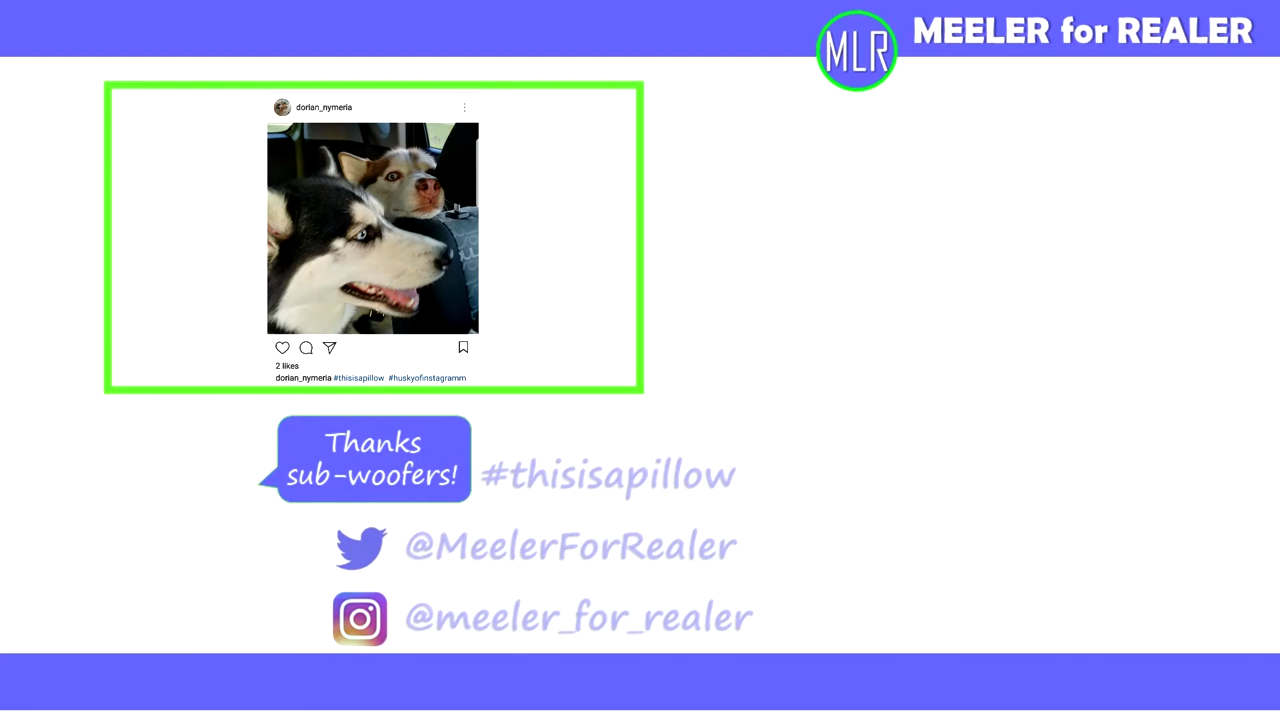 MLR
MEELER for REALER
dorian_nymeria
2 likes
dorian_nymeria #thisisapillow #huskyofinstagramm
Thanks
sub-woofers!
#thisisapillow
@MeelerForRealer
@meeler_for_realer